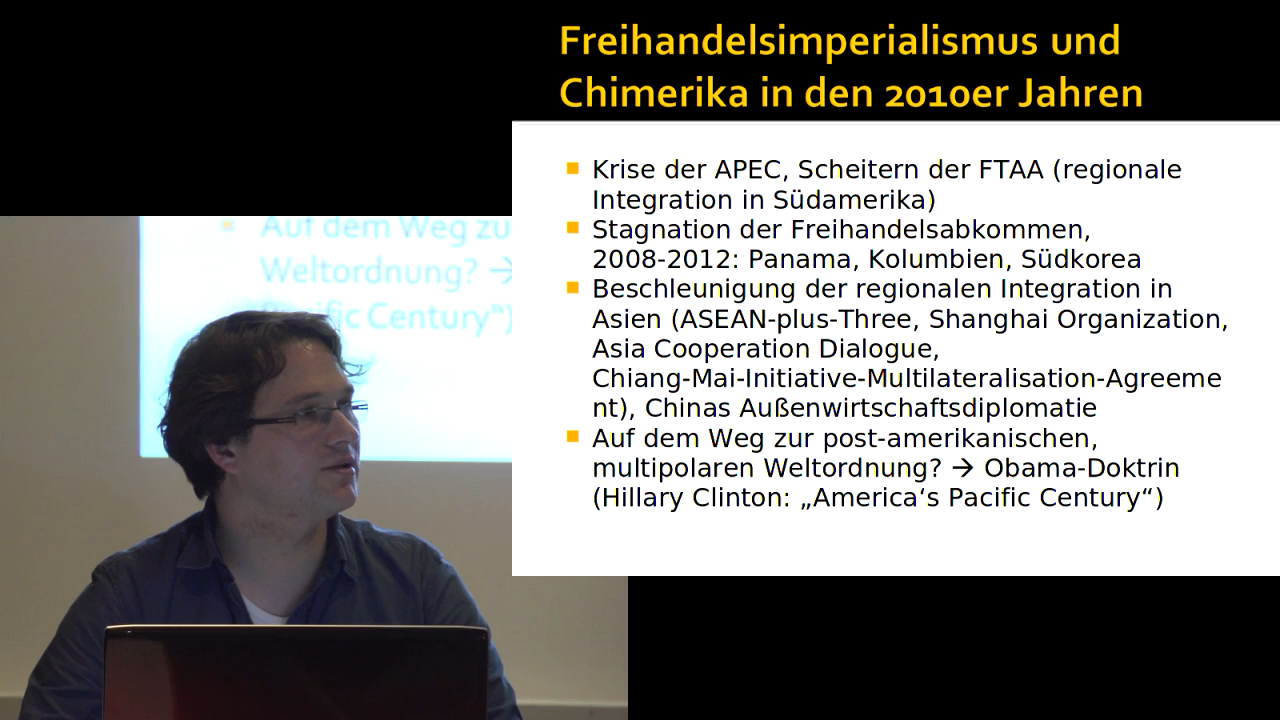 Freihandelsimperialismus und
Chimerika in den 2010er Jahren
Krise der APEC, Scheitern der FTAA (regionale
Integration in Südamerika)
Stagnation der Freihandelsabkommen,
2008-2012: Panama, Kolumbien, Südkorea
Beschleunigung der regionalen Integration in
Asien (ASEAN-plus-Three, Shanghai Organization,
Asia Cooperation Dialogue,
Chiang-Mai-Initiative-Multilateralisation-Agreeme
nt), Chinas Außenwirtschaftsdiplomatie
Auf dem Weg zur post-amerikanischen,
multipolaren Weltordnung? → Obama-Doktrin
(Hillary Clinton: „America‘s Pacific Century“)
Auf dem Weg zu
Weltordnung? →
Pacific Century“)